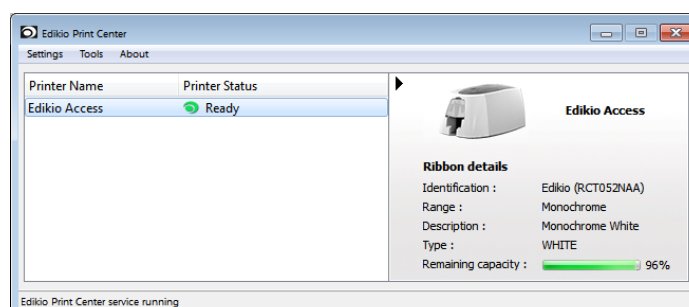 Edikio Print Center
Settings Tools About
Printer Name Printer Status
Edikio Access Ready
Edikio Access
Ribbon details
Identification : Edikio (RCT052NAA)
Range : Monochrome
Description : Monochrome White
Type : WHITE
Remaining capacity : 96%
Edikio Print Center service running